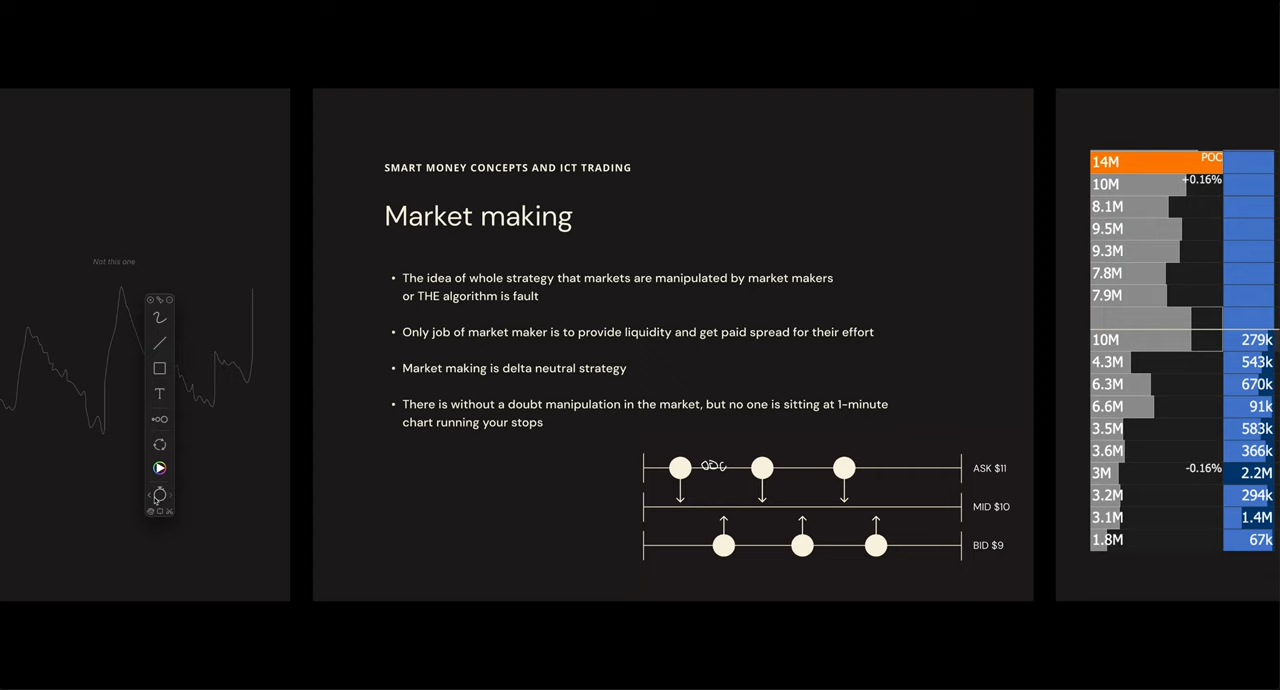 Not this one
SMART MONEY CONCEPTS AND ICT TRADING
Market making
• The idea of whole strategy that markets are manipulated by market makers
or THE algorithm is fault
• Only job of market maker is to provide liquidity and get paid spread for their effort
• Market making is delta neutral strategy
• There is without a doubt manipulation in the market, but no one is sitting at 1-minute
chart running your stops
ASK $11
MID $10
BID $9
14M POC
10M +0.16%
8.1M
9.5M
9.3M
7.8M
7.9M
10M 279k
4.3M 543k
6.3M 670k
6.6M 91k
3.5M 583k
3.6M 366k
3M -0.16% 2.2M
3.2M 294k
3.1M 1.4M
1.8M 67k